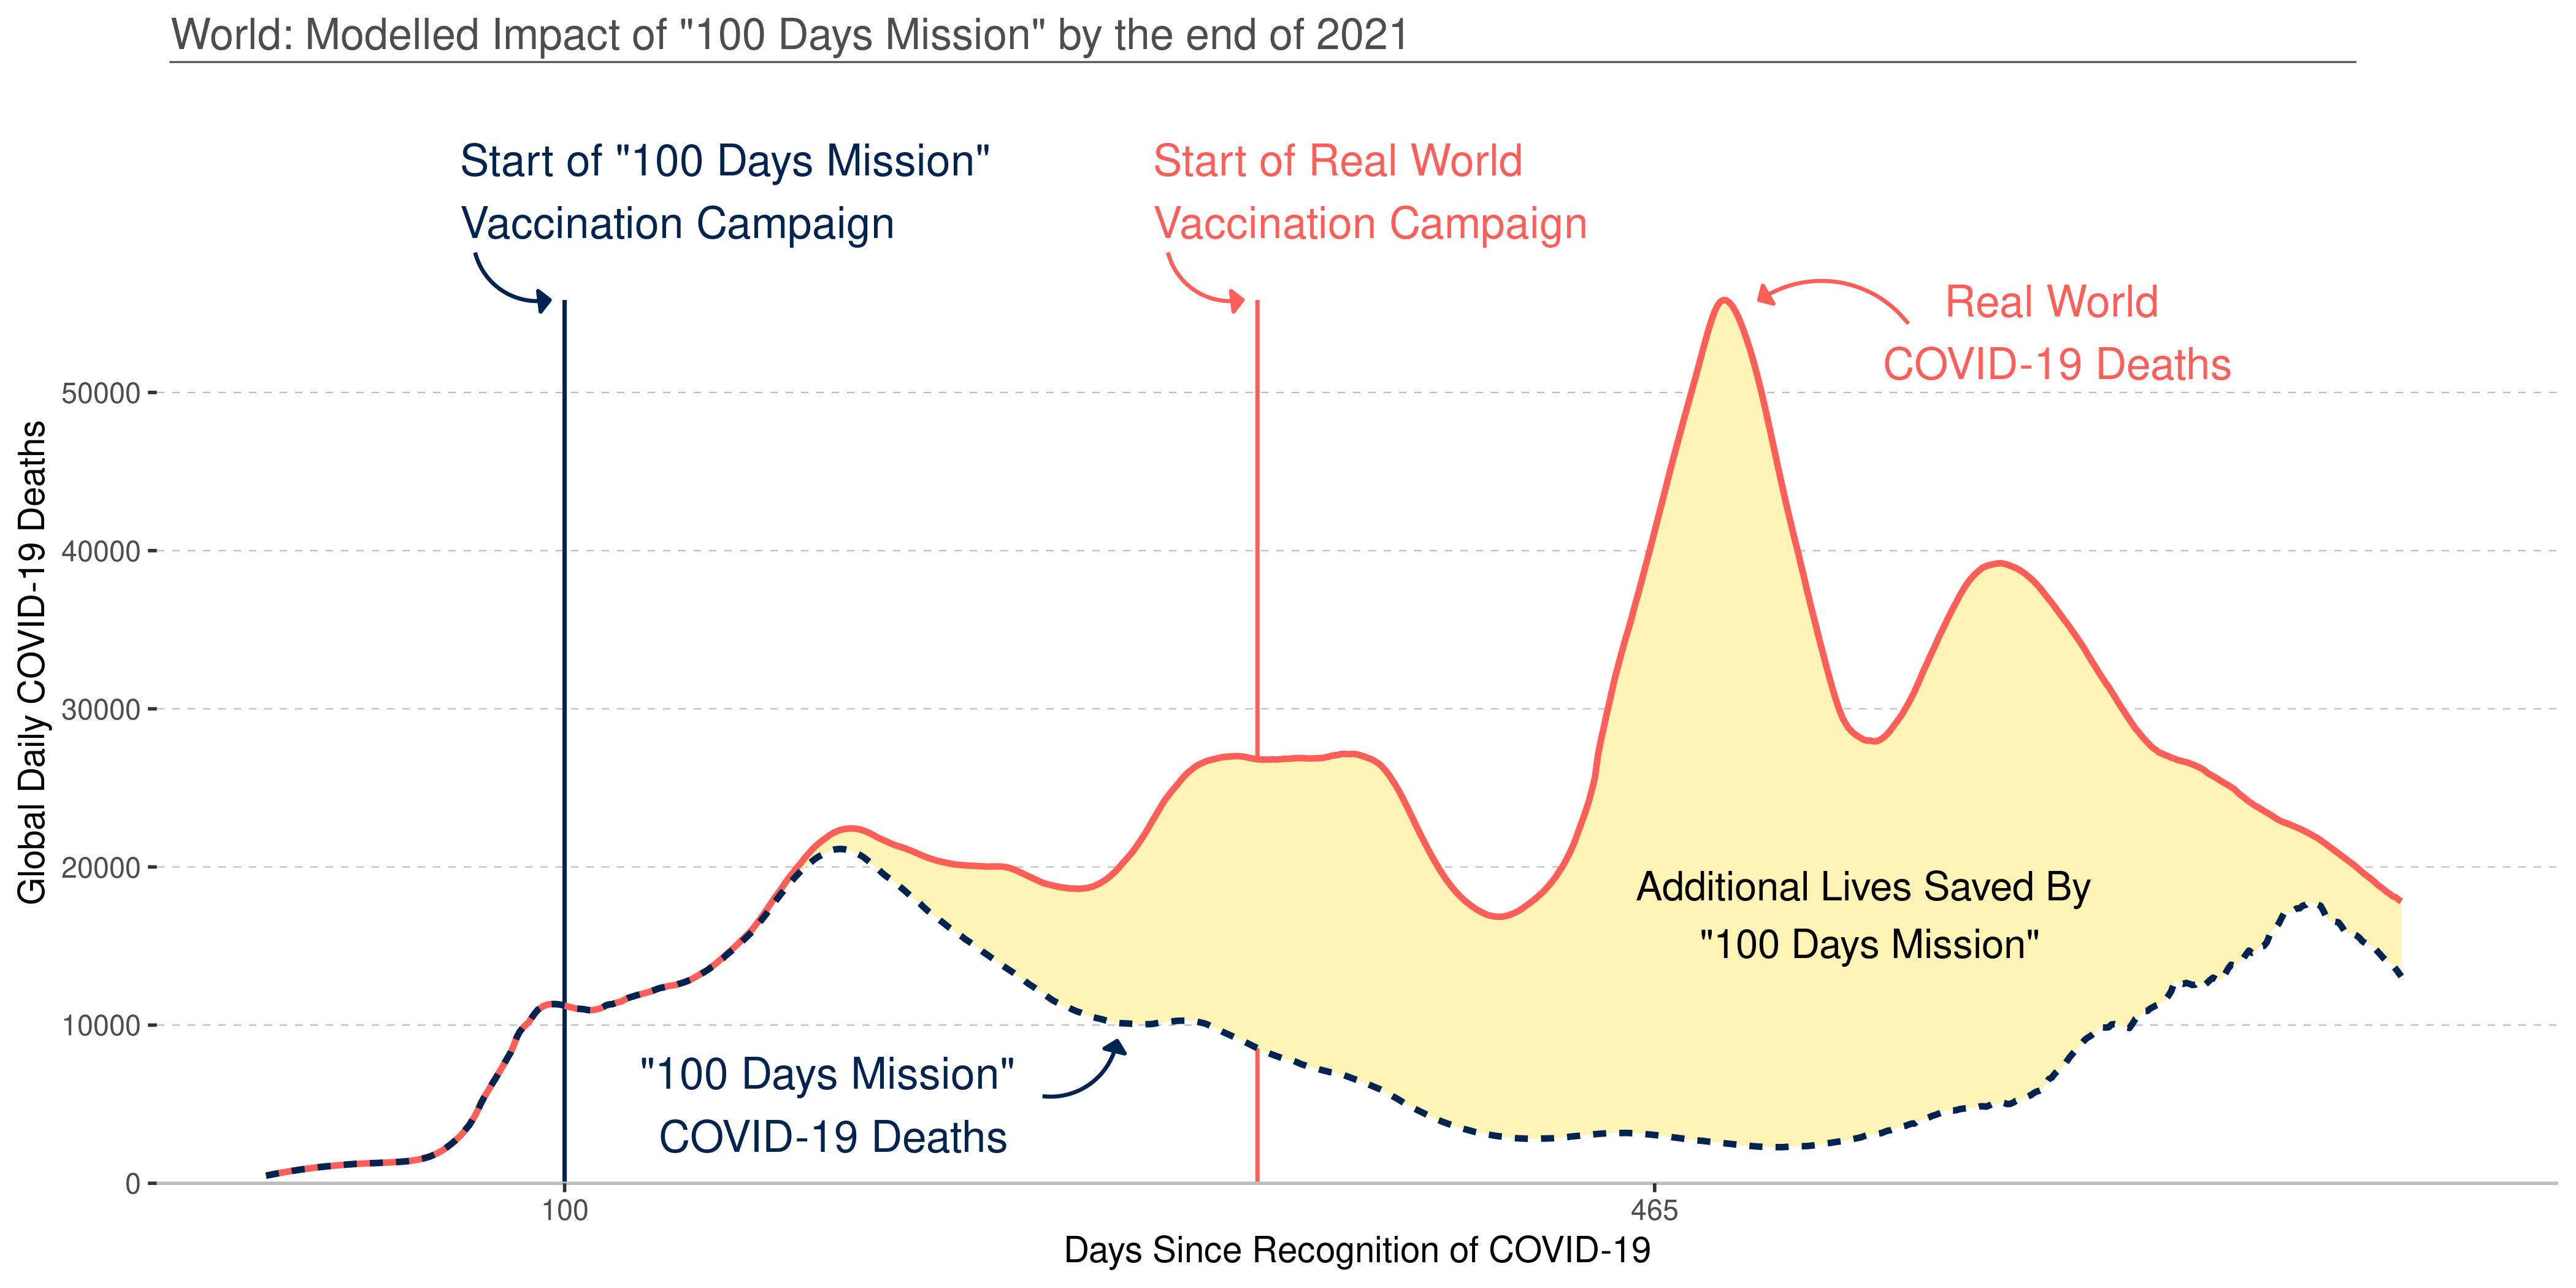 World: Modelled Impact of "100 Days Mission" by the end of 2021
Start of "100 Days Mission"
Vaccination Campaign
Start of Real World
Vaccination Campaign
Real World
COVID-19 Deaths
Global Daily COVID-19 Deaths
50000
40000
30000
20000
10000
0
Additional Lives Saved By
"100 Days Mission"
"100 Days Mission"
COVID-19 Deaths
100
465
Days Since Recognition of COVID-19